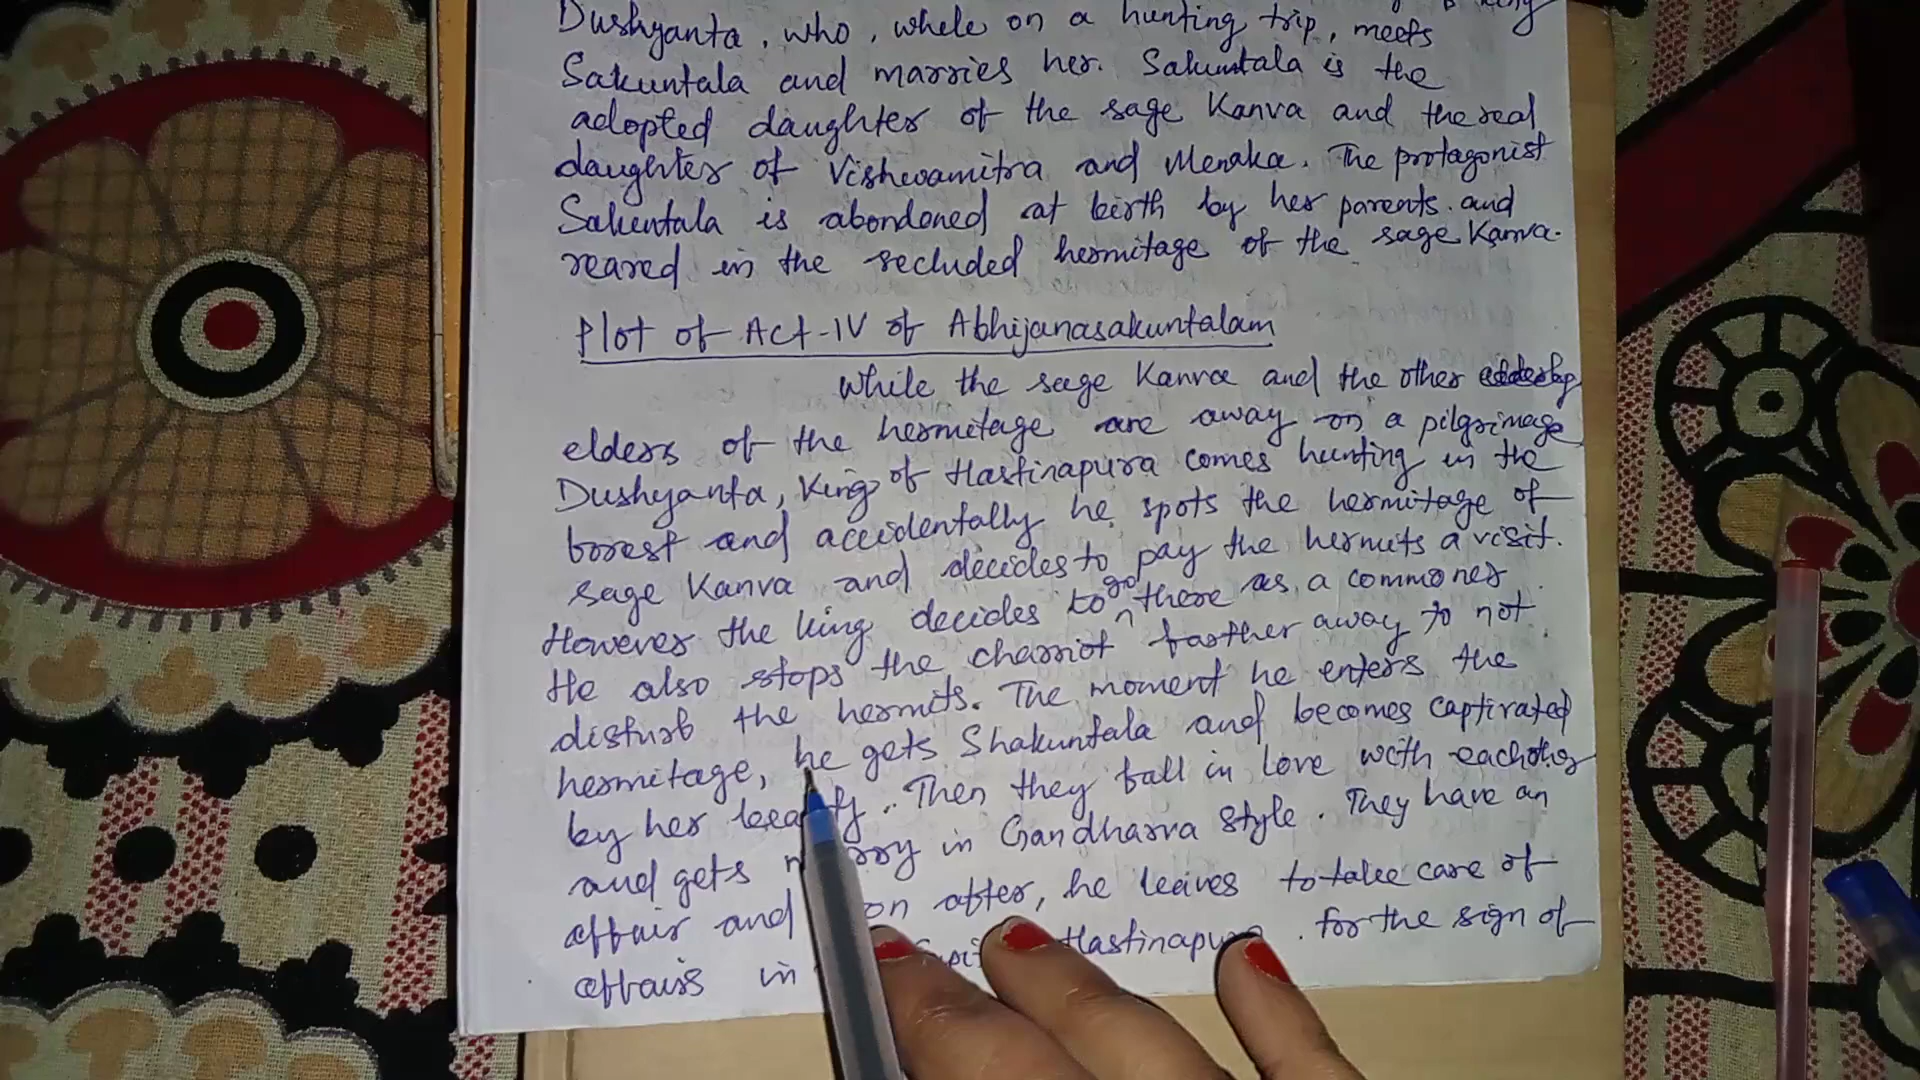 Dushyanta, who, while on a hunting trip, meets
Sakuntala and marries her. Sakuntala is the
adopted daughter of the sage Kanva and the real
daughter of Vishwamitra and Menaka. The protagonist
Sakuntala is abondoned at birth by her parents. and
reared in the secluded hermitage of the sage Kanva.
Plot of Act-IV of Abhijanasakuntalam
While the sage Kanva and the other
elders of the hermitage are away on a pilgrimage
Dushyanta, King of Hastinapura comes hunting in the
forest and accidentally he spots the hermitage of
sage Kanva and decides to pay the hermits a visit.
However the king decides to go there as a commoner.
He also stops the charriot farther away to not
disturb the hermits. The moment he enters the
hermitage, he gets Shakuntala and becomes captivated
by her beauty. Then they fall in love with eachother
and gets marry in Gandharva style. They have an
affair and on after, he leaves to take care of
affairs in Hastinapura. for the sign of